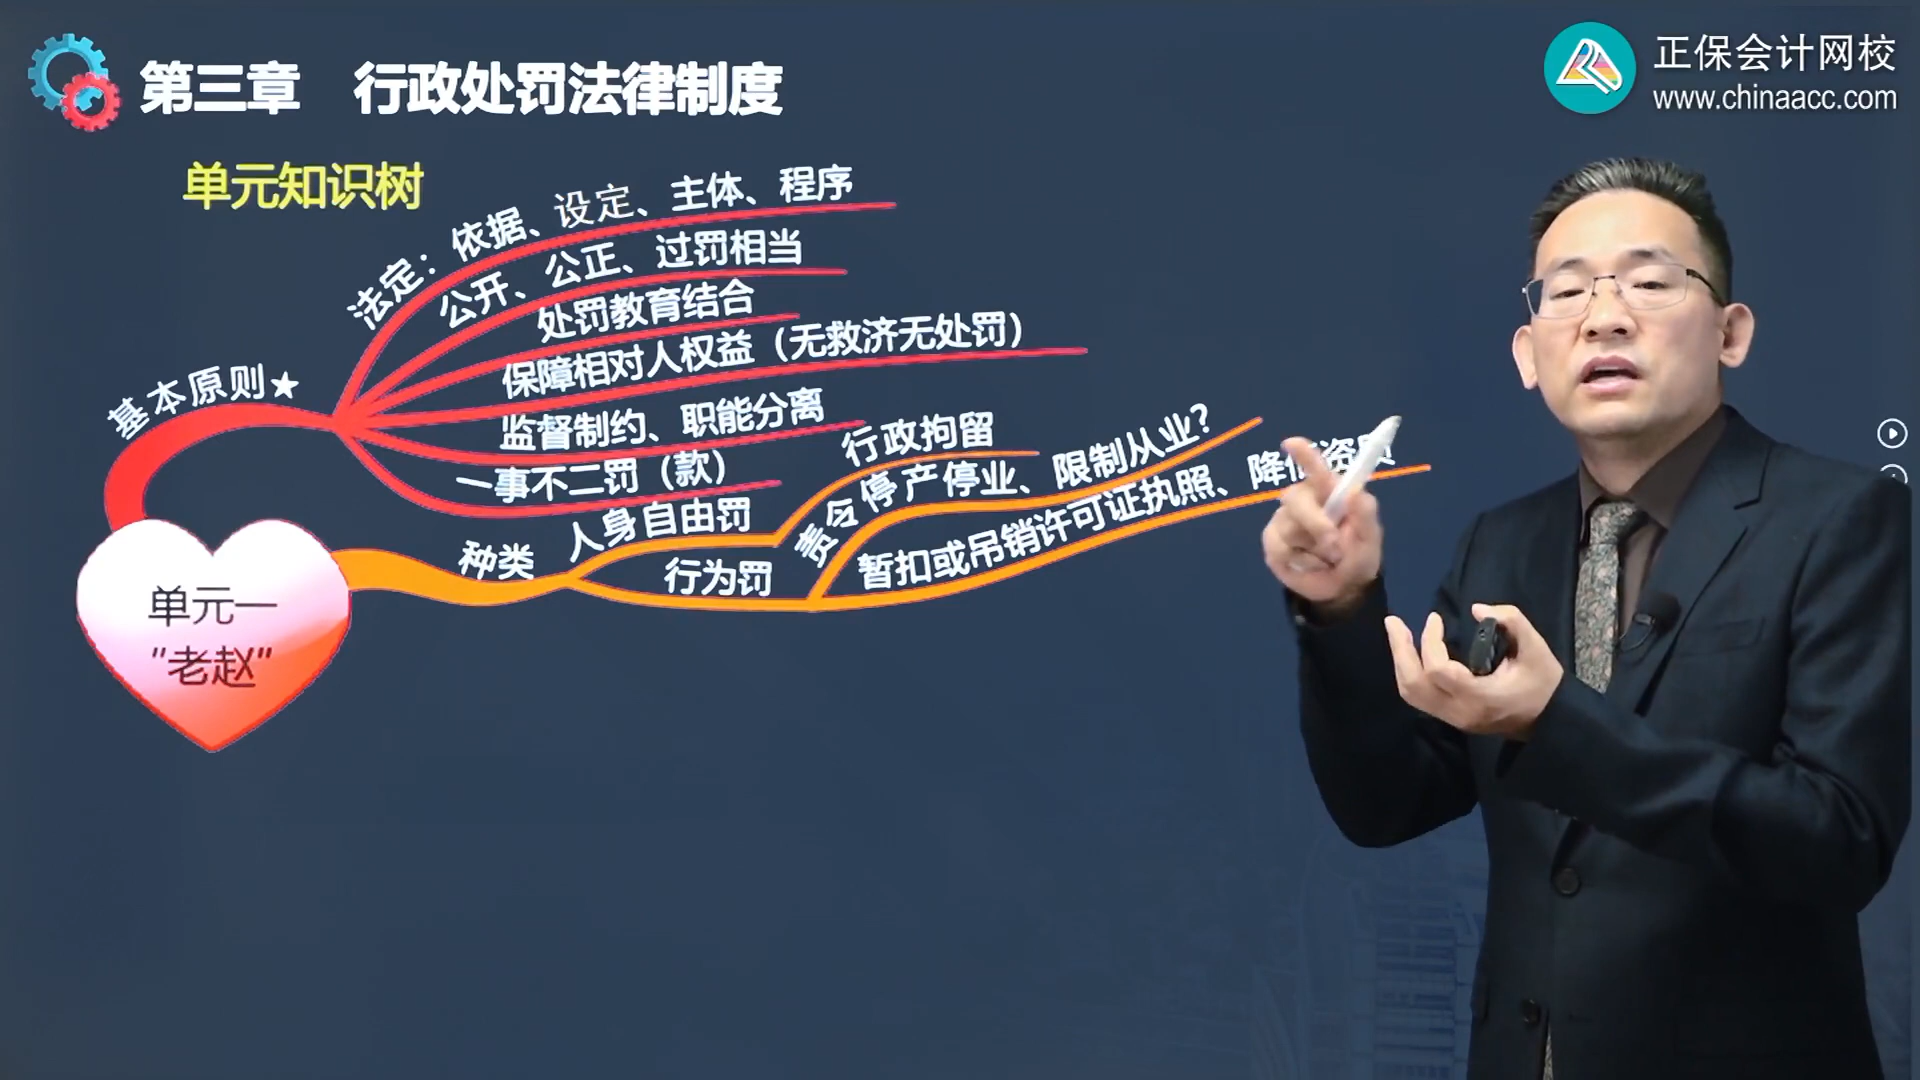 第三章 行政处罚法律制度
正保会计网校
www.chinaacc.com
单元知识树
法定：依据、设定、主体、程序
公开、公正、过罚相当
处罚教育结合
保障相对人权益（无救济无处罚）
基本原则★
监督制约、职能分离
一事不二罚（款）
种类
人身自由罚
行政拘留
行为罚
责令停产停业、限制从业？
暂扣或吊销许可证执照、降低资质
单元一
"老赵"